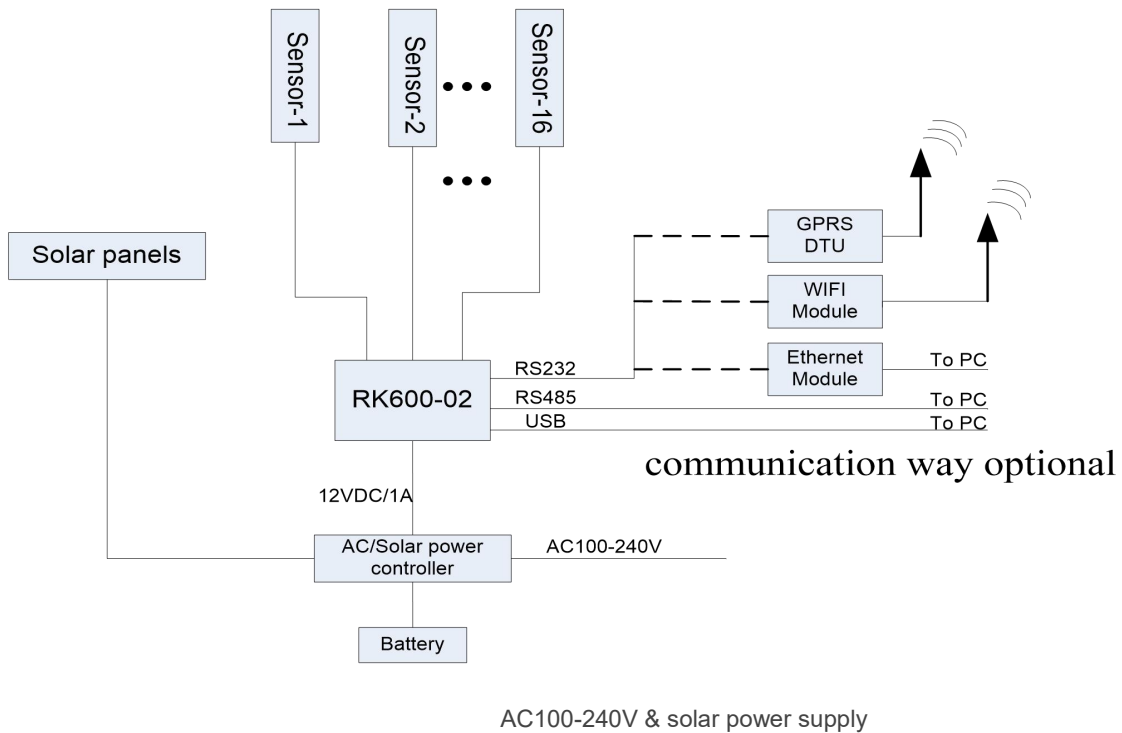 Sensor-1
Sensor-2
Sensor-16
Solar panels
GPRS
DTU
WIFI
Module
Ethernet
Module
To PC
RK600-02
RS232
RS485
To PC
USB
To PC
communication way optional
12VDC/1A
AC/Solar power
controller
AC100-240V
Battery
AC100-240V & solar power supply